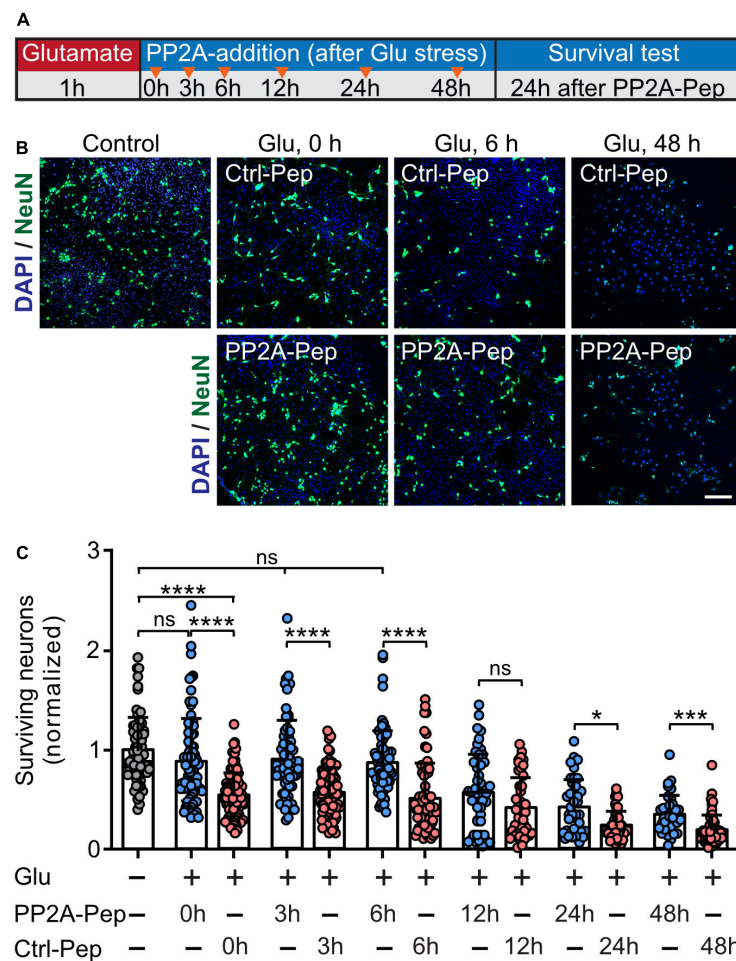 A
Glutamate PP2A-addition (after Glu stress) Survival test
1h 0h 3h 6h 12h 24h 48h 24h after PP2A-Pep
B
Control Glu, 0 h Glu, 6 h Glu, 48 h
DAPI / NeuN Ctrl-Pep Ctrl-Pep Ctrl-Pep
DAPI / NeuN PP2A-Pep PP2A-Pep PP2A-Pep
C
Surviving neurons
(normalized)
3
2
1
0
ns
****
ns **** **** **** ns * ***
Glu − + + + + + + + + + + + +
PP2A-Pep − 0h − 3h − 6h − 12h − 24h − 48h −
Ctrl-Pep − − 0h − 3h − 6h − 12h − 24h − 48h